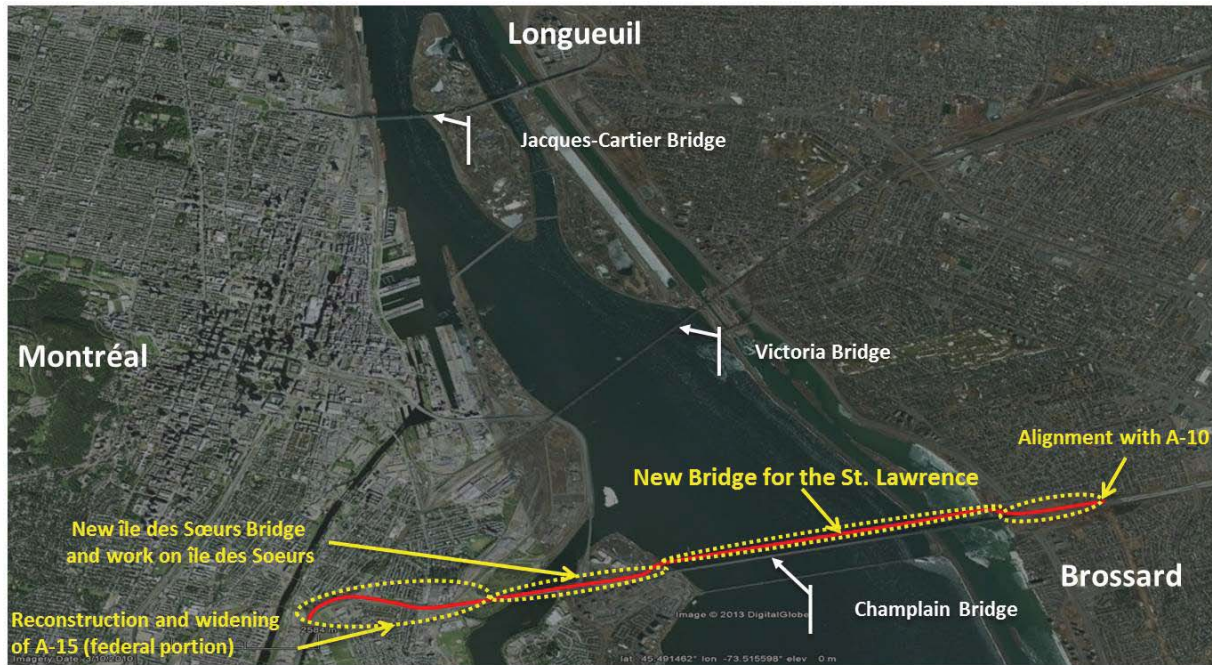 Longueuil
Jacques-Cartier Bridge
Montréal
Victoria Bridge
Alignment with A-10
New Bridge for the St. Lawrence
New île des Sœurs Bridge
and work on île des Soeurs
Brossard
Champlain Bridge
Reconstruction and widening
of A-15 (federal portion)
Image © 2013 DigitalGlobe
lat 45.491462° lon -73.515598° elev 0 m